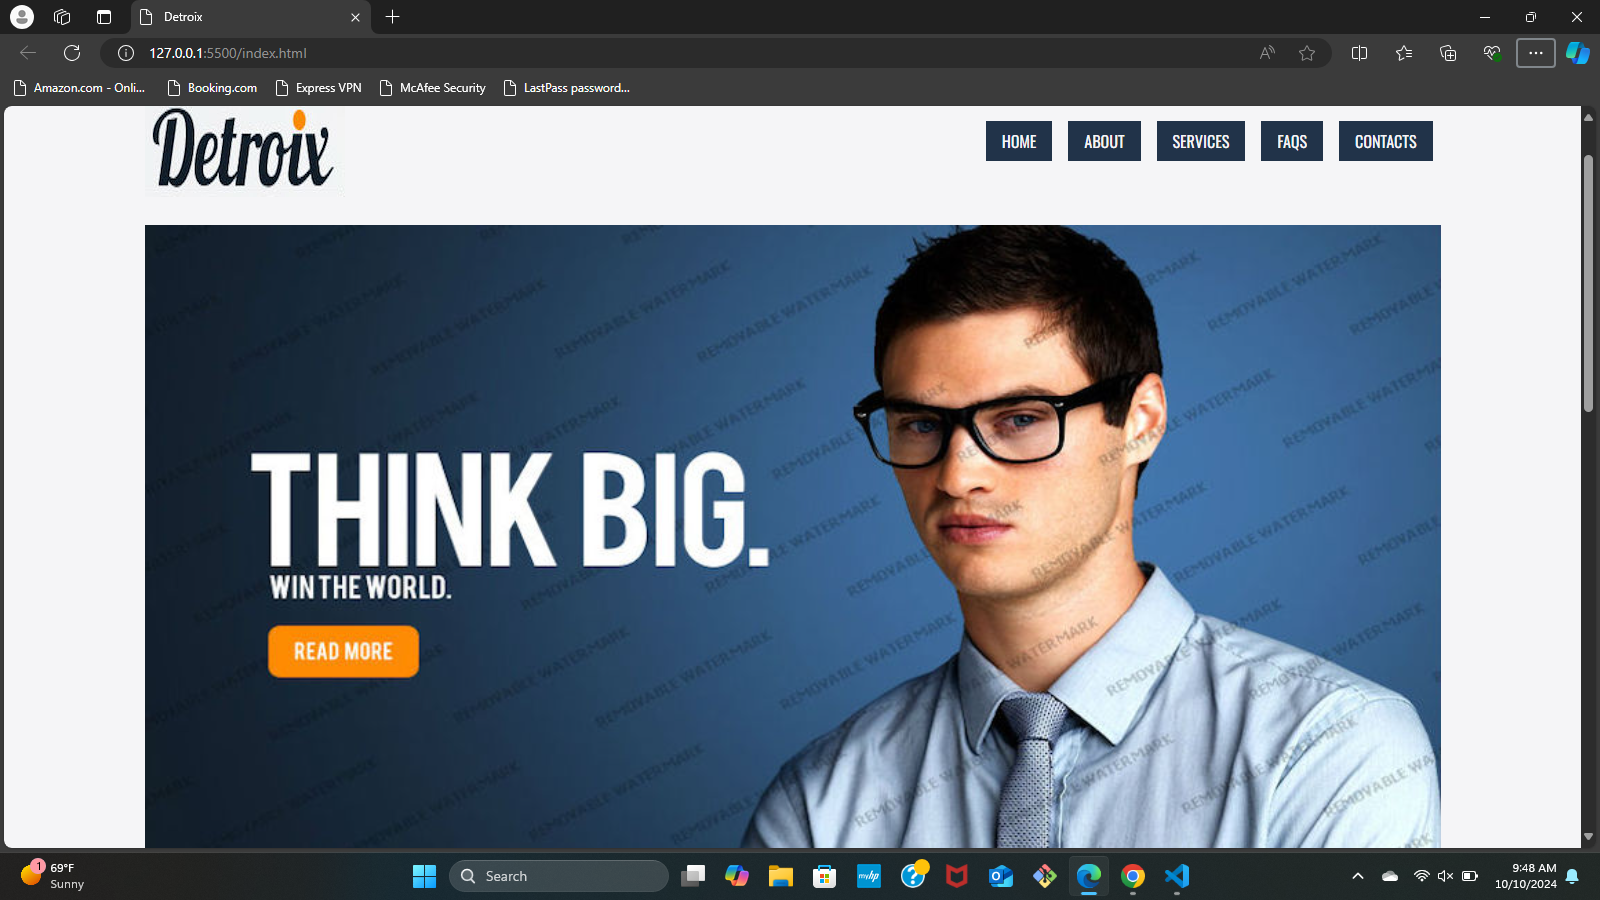 Detroix
127.0.0.1:5500/index.html
Amazon.com - Onli... Booking.com Express VPN McAfee Security LastPass password...
Detroix
HOME ABOUT SERVICES FAQS CONTACTS
REMOVABLE WATERMARK
THINK BIG.
WIN THE WORLD.
READ MORE
1
69°F
Sunny
Search
myhp
9:48 AM
10/10/2024